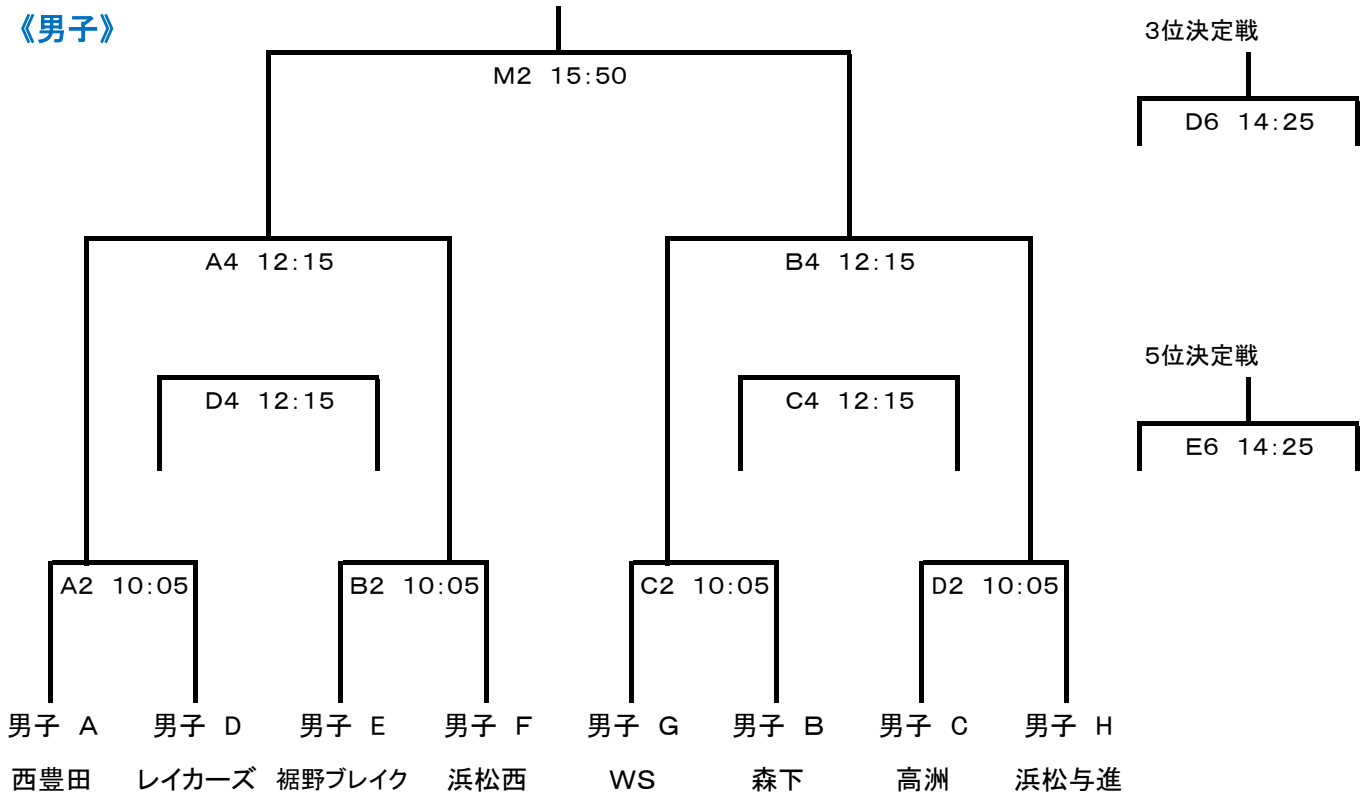 《男子》
3位決定戦
M2 15:50
D6 14:25
A4 12:15
B4 12:15
5位決定戦
D4 12:15
C4 12:15
E6 14:25
A2 10:05
B2 10:05
C2 10:05
D2 10:05
男子 A
男子 D
男子 E
男子 F
男子 G
男子 B
男子 C
男子 H
西豊田
レイカーズ
裾野ブレイク
浜松西
WS
森下
高洲
浜松与進